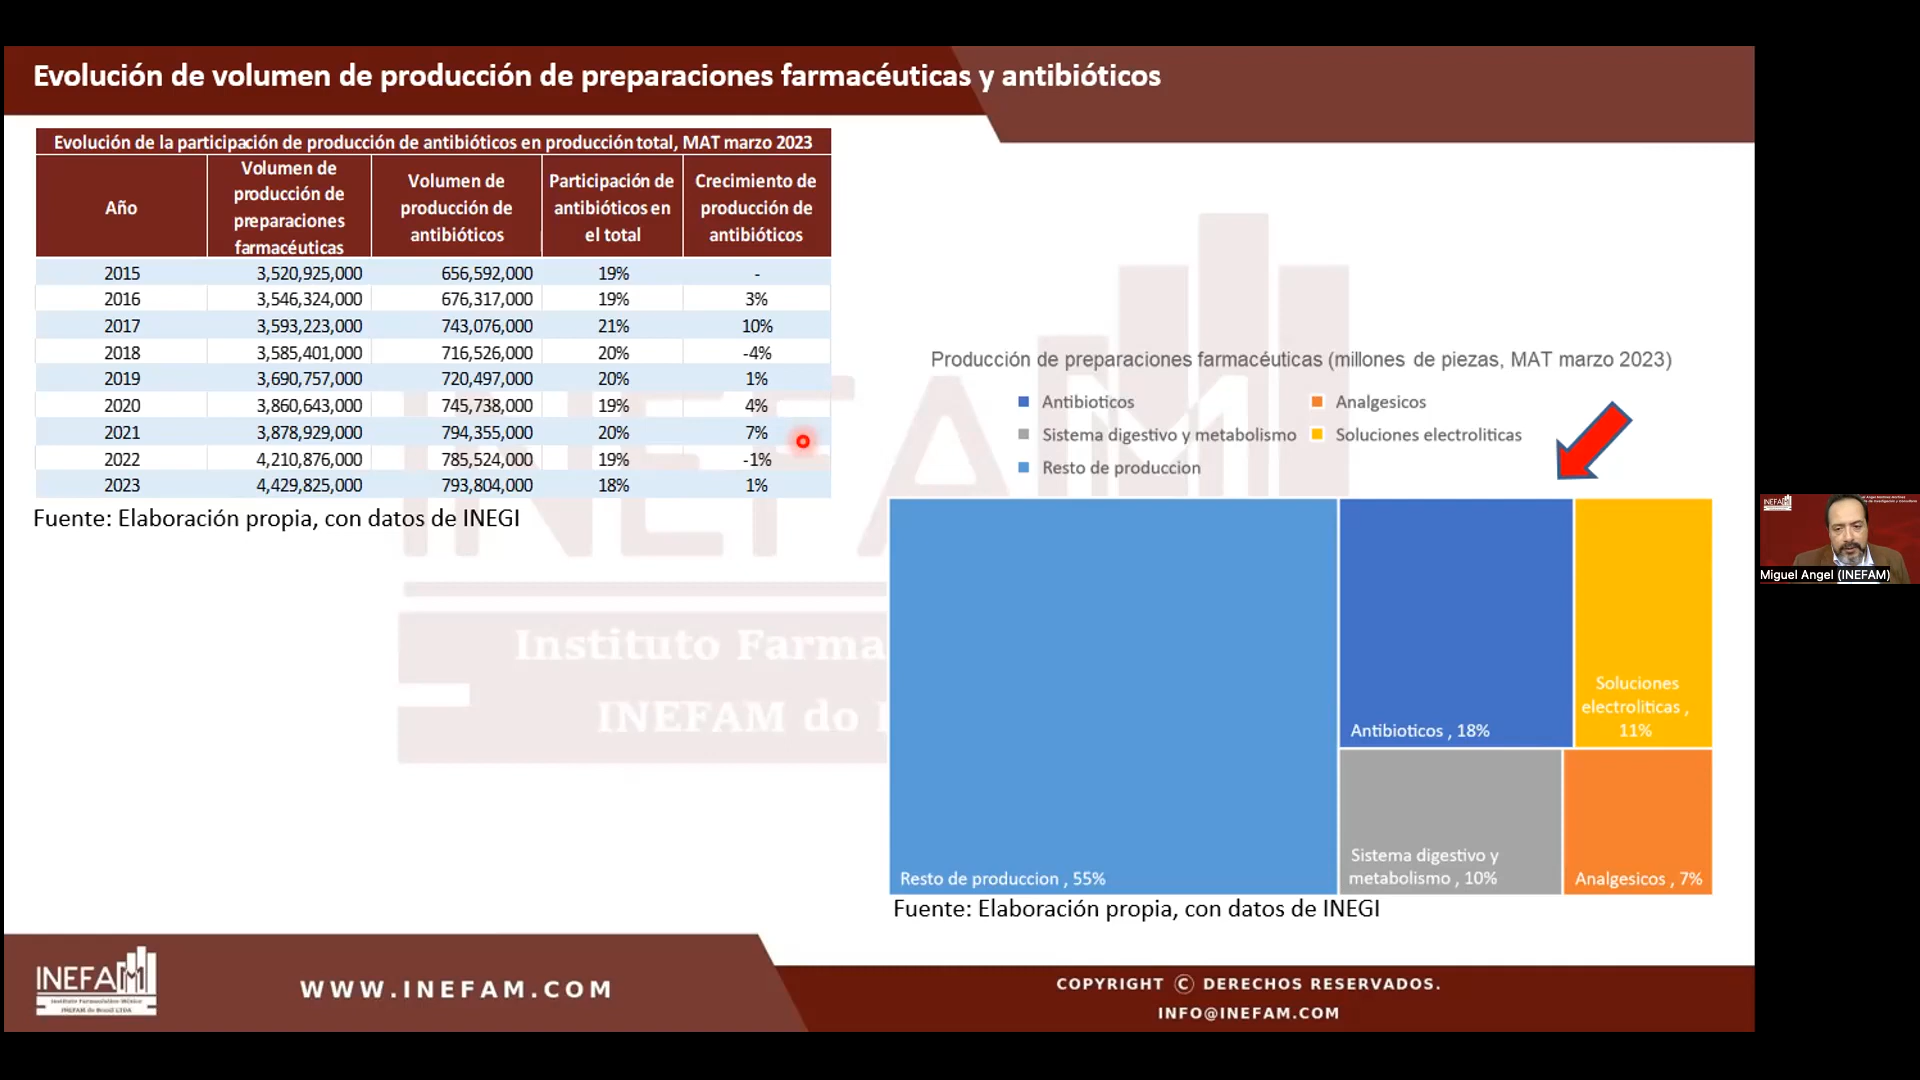 Evolución de volumen de producción de preparaciones farmacéuticas y antibióticos
Evolución de la participación de producción de antibióticos en producción total, MAT marzo 2023
Año
Volumen de
producción de
preparaciones
farmacéuticas
Volumen de
producción de
antibióticos
Participación de
antibióticos en
el total
Crecimiento de
producción de
antibióticos
2015 3,520,925,000 656,592,000 19% -
2016 3,546,324,000 676,317,000 19% 3%
2017 3,593,223,000 743,076,000 21% 10%
2018 3,585,401,000 716,526,000 20% -4%
2019 3,690,757,000 720,497,000 20% 1%
2020 3,860,643,000 745,738,000 19% 4%
2021 3,878,929,000 794,355,000 20% 7%
2022 4,210,876,000 785,524,000 19% -1%
2023 4,429,825,000 793,804,000 18% 1%
Fuente: Elaboración propia, con datos de INEGI
INEFAM
Instituto Farma
INEFAM do
Producción de preparaciones farmacéuticas (millones de piezas, MAT marzo 2023)
Antibioticos Analgesicos
Sistema digestivo y metabolismo Soluciones electroliticas
Resto de produccion
Resto de produccion , 55%
Antibioticos , 18%
Soluciones
electroliticas ,
11%
Sistema digestivo y
metabolismo , 10%
Analgesicos , 7%
Fuente: Elaboración propia, con datos de INEGI
INEFAM
Miguel Angel (INEFAM)
INEFAM
Instituto Farmacéutico México
INEFAM do Brasil LTDA
WWW.INEFAM.COM
COPYRIGHT © DERECHOS RESERVADOS.
INFO@INEFAM.COM